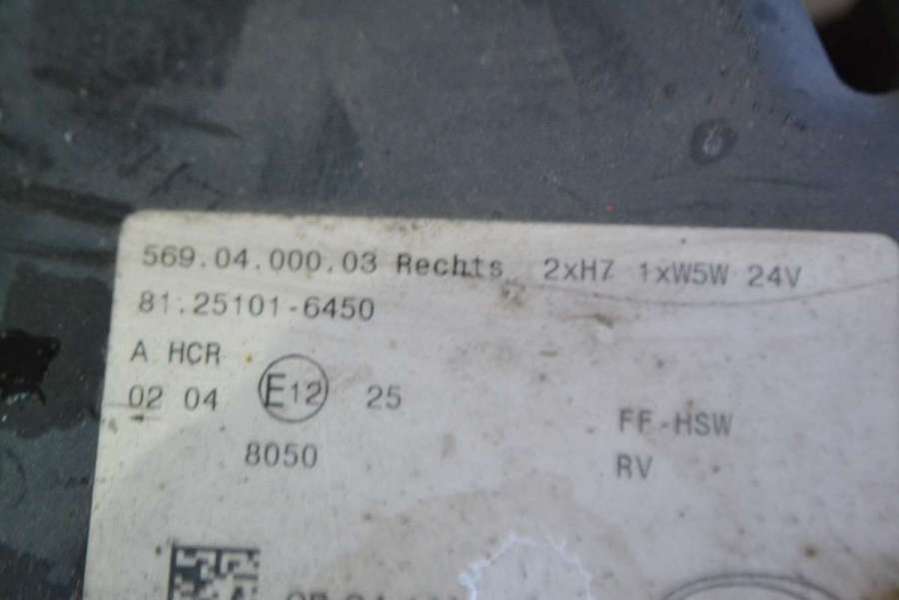 569.04.000.03 Rechts 2xH7 1xW5W 24V
81.25101-6450
A HCR
02 04 E12 25
8050
FF-HSW
RV